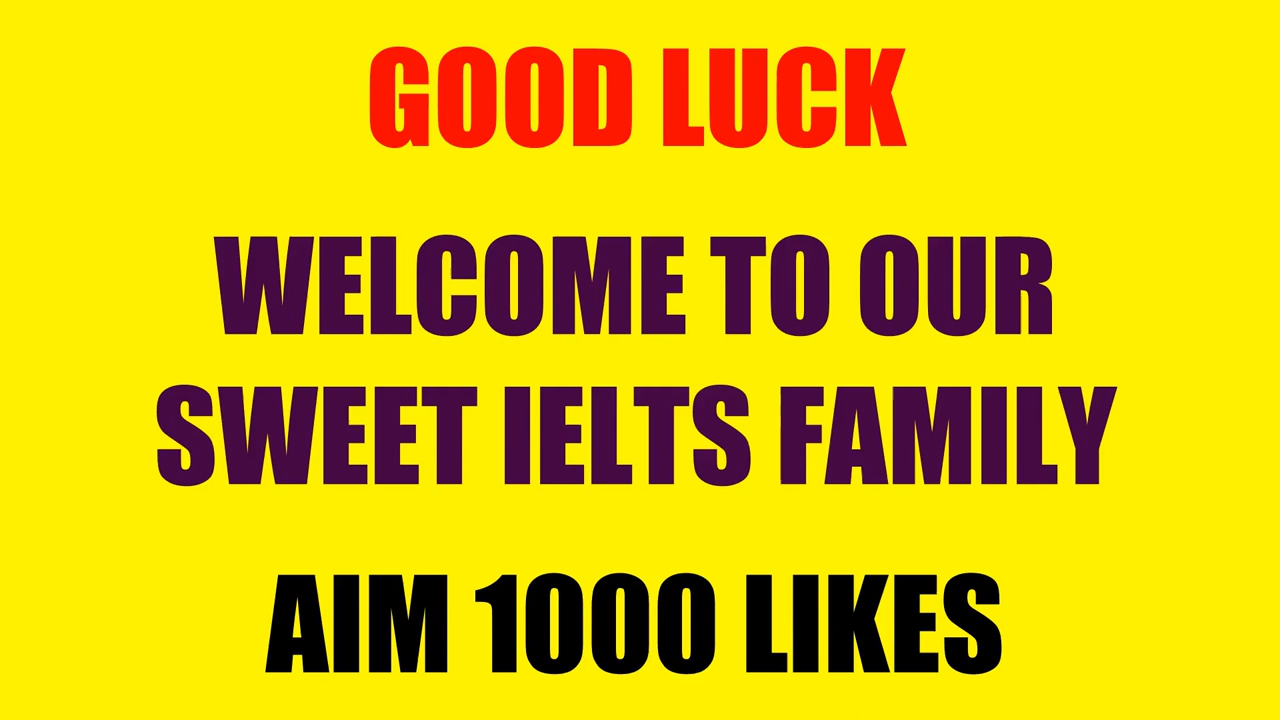 GOOD LUCK
WELCOME TO OUR
SWEET IELTS FAMILY
AIM 1000 LIKES